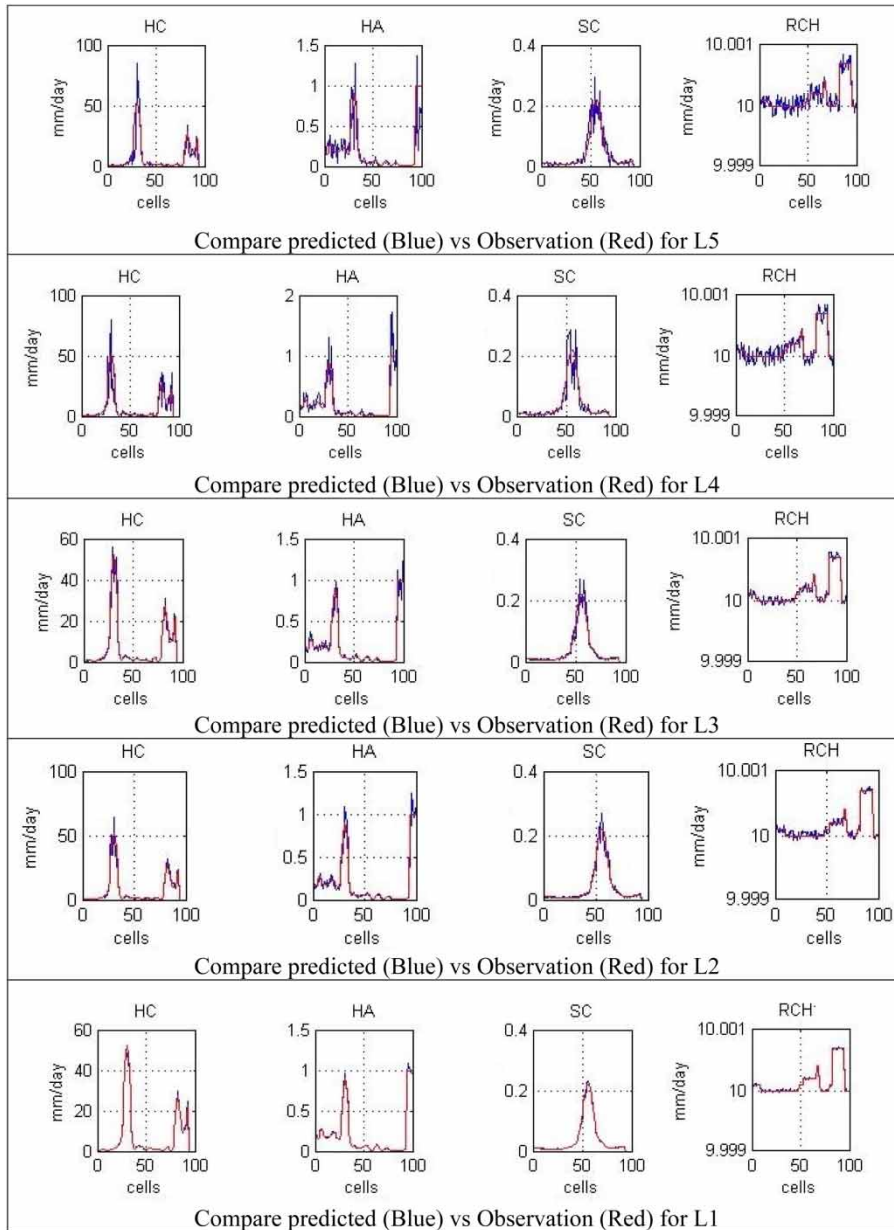 HC HA SC RCH
100 1.5 0.4 10.001
mm/day 50 1 0.2 mm/day 10
0.5
0 0 0 9.999
0 50 100 0 50 100 0 50 100 0 50 100
cells cells cells cells
Compare predicted (Blue) vs Observation (Red) for L5
HC HA SC RCH
100 2 0.4 10.001
mm/day 50 1 0.2 mm/day 10
0 0 0 9.999
0 50 100 0 50 100 0 50 100 0 50 100
cells cells cells cells
Compare predicted (Blue) vs Observation (Red) for L4
HC HA SC RCH
60 1.5 0.4 10.001
mm/day 40 1 0.2 mm/day 10
20 0.5
0 0 0 9.999
0 50 100 0 50 100 0 50 100 0 50 100
cells cells cells cells
Compare predicted (Blue) vs Observation (Red) for L3
HC HA SC RCH
100 1.5 0.4 10.001
mm/day 50 1 0.2 mm/day 10
0.5
0 0 0 9.999
0 50 100 0 50 100 0 50 100 0 50 100
cells cells cells cells
Compare predicted (Blue) vs Observation (Red) for L2
HC HA SC RCH
60 1.5 0.4 10.001
mm/day 40 1 0.2 mm/day 10
20 0.5
0 0 0 9.999
0 50 100 0 50 100 0 50 100 0 50 100
cells cells cells cells
Compare predicted (Blue) vs Observation (Red) for L1